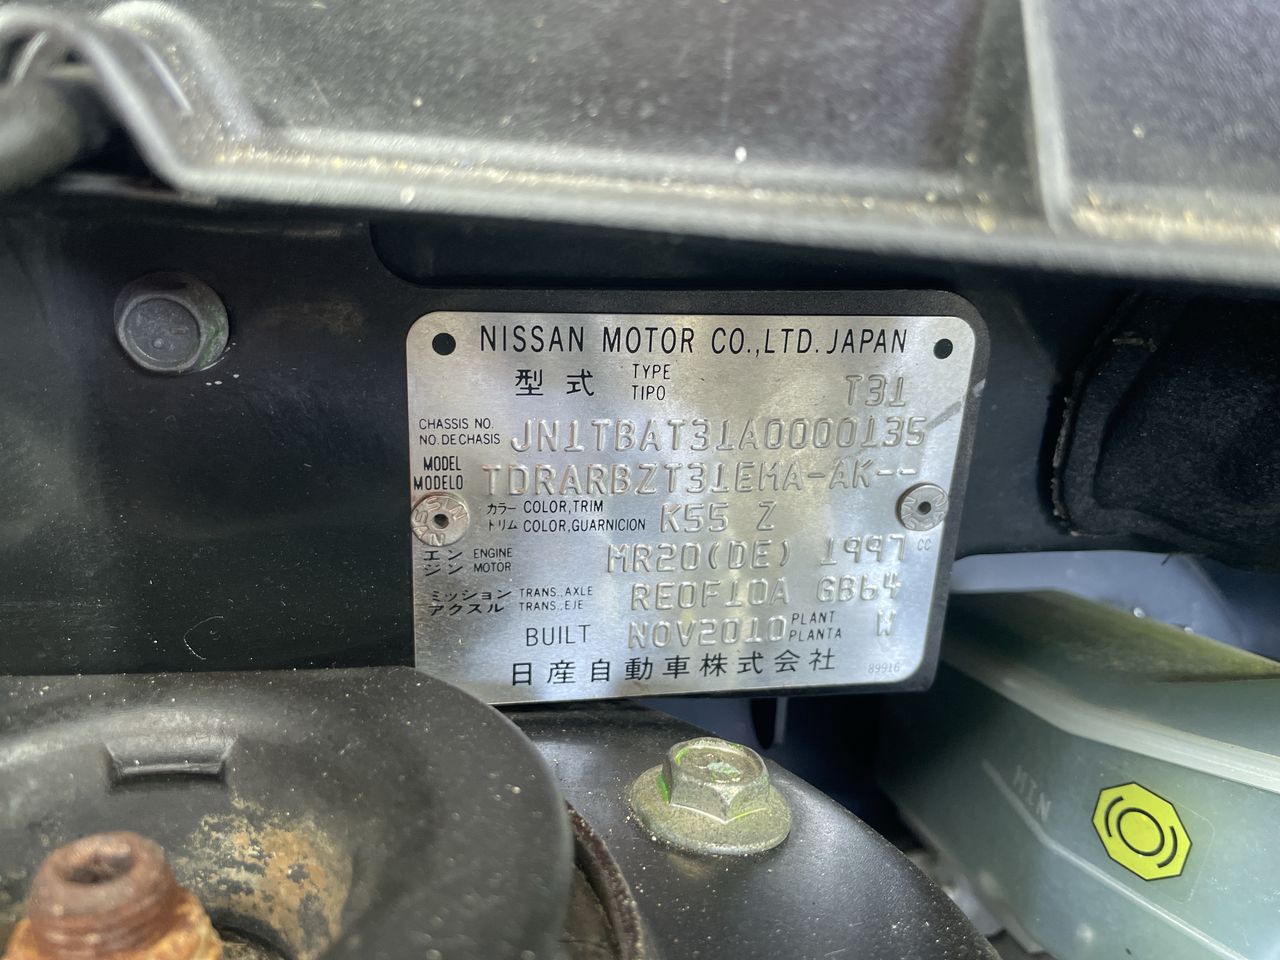 NISSAN MOTOR CO.,LTD. JAPAN
型式 TYPE TIPO T31
CHASSIS NO. NO. DE CHASIS JN1TBAT31A0000135
MODEL MODELO TDRARBZT31EMA-AK--
カラー COLOR,TRIM
トリム COLOR,GUARNICION K55 Z
エンジン ENGINE MOTOR MR20(DE) 1997 CC
ミッション TRANS.,AXLE
アクスル TRANS.,EJE RE0F10A GB64
BUILT NOV2010 PLANT PLANTA W
日産自動車株式会社 89916
MIN